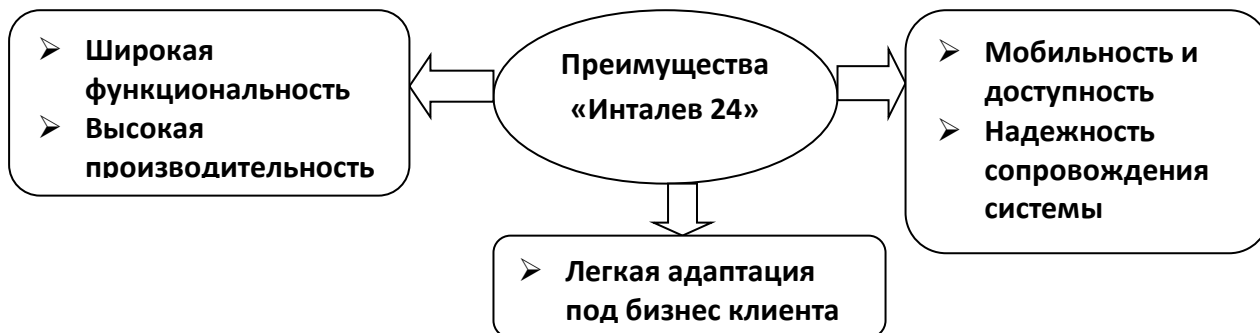 Широкая
функциональность
Высокая
производительность
Преимущества
«Инталев 24»
Мобильность и
доступность
Надежность
сопровождения
системы
Легкая адаптация
под бизнес клиента